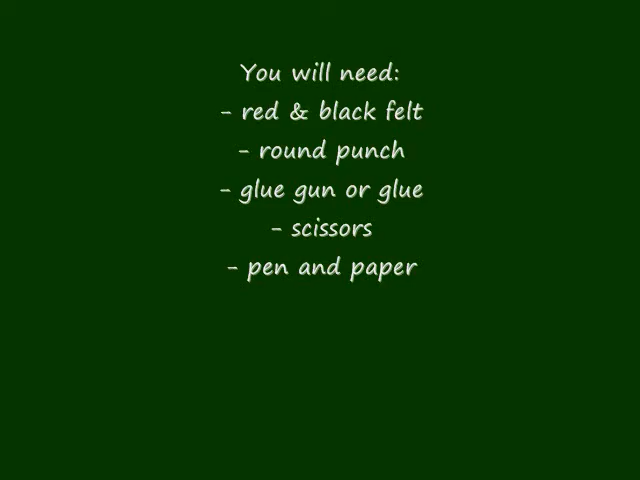 You will need:
- red & black felt
- round punch
- glue gun or glue
- scissors
- pen and paper